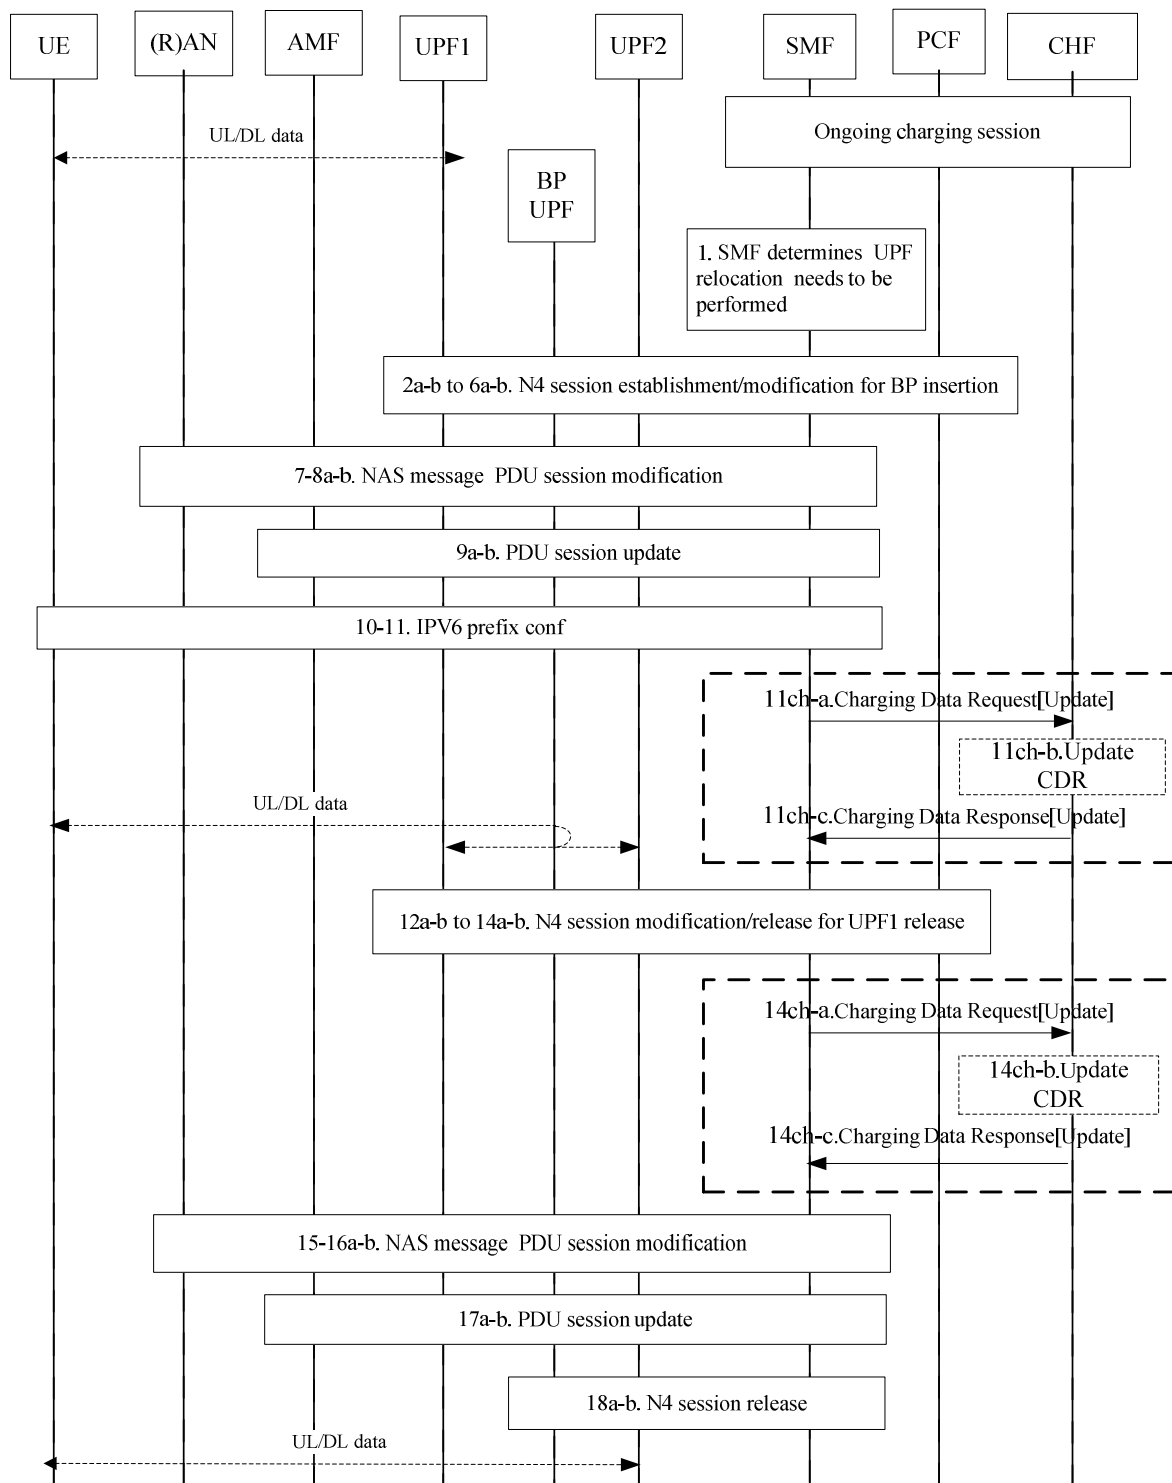 UE
(R)AN
AMF
UPF1
UPF2
SMF
PCF
CHF
Ongoing charging session
UL/DL data
BP
UPF
1. SMF determines UPF
relocation needs to be
performed
2a-b to 6a-b. N4 session establishment/modification for BP insertion
7-8a-b. NAS message PDU session modification
9a-b. PDU session update
10-11. IPV6 prefix conf
11ch-a.Charging Data Request[Update]
11ch-b.Update
CDR
UL/DL data
11ch-c.Charging Data Response[Update]
12a-b to 14a-b. N4 session modification/release for UPF1 release
14ch-a.Charging Data Request[Update]
14ch-b.Update
CDR
14ch-c.Charging Data Response[Update]
15-16a-b. NAS message PDU session modification
17a-b. PDU session update
18a-b. N4 session release
UL/DL data